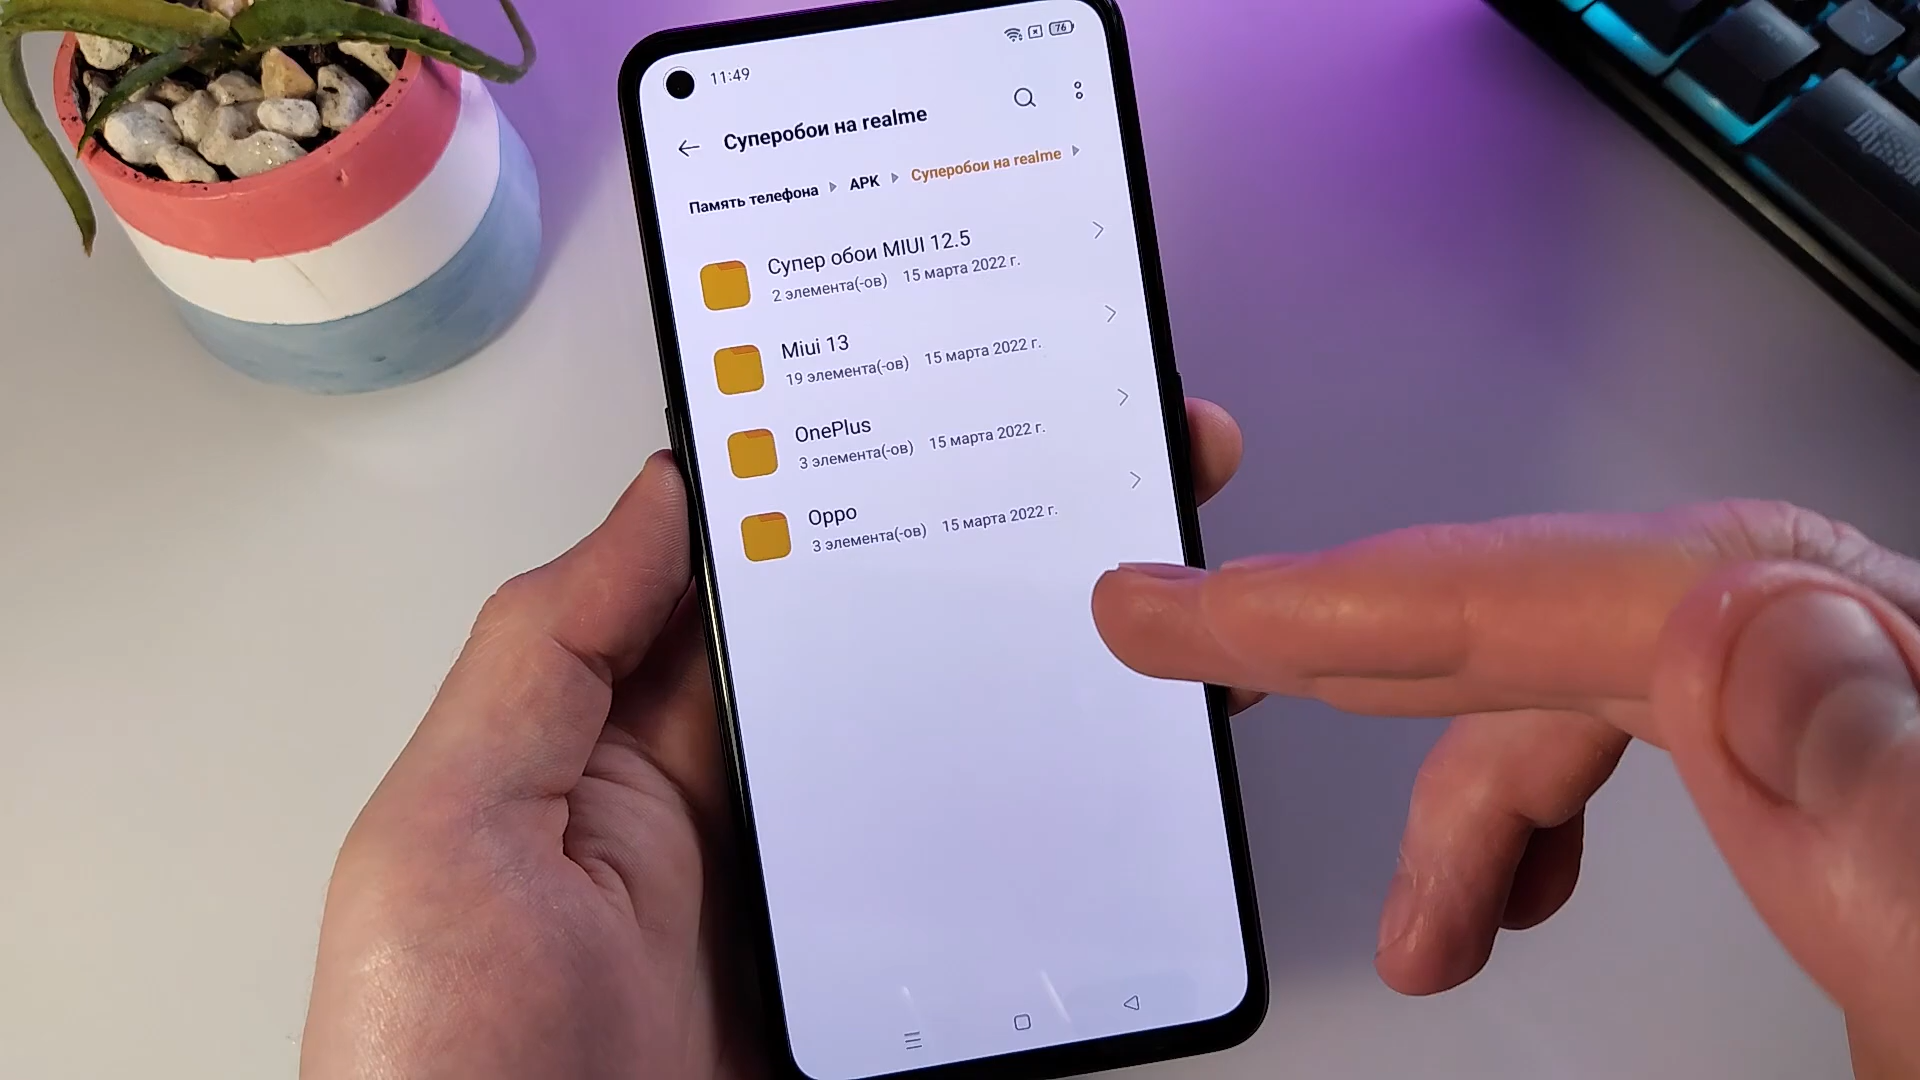 11:49
76
Суперобои на realme
Память телефона APK Суперобои на realme
Супер обои MIUI 12.5
2 элемента(-ов) 15 марта 2022 г.
Miui 13
19 элемента(-ов) 15 марта 2022 г.
OnePlus
3 элемента(-ов) 15 марта 2022 г.
Oppo
3 элемента(-ов) 15 марта 2022 г.